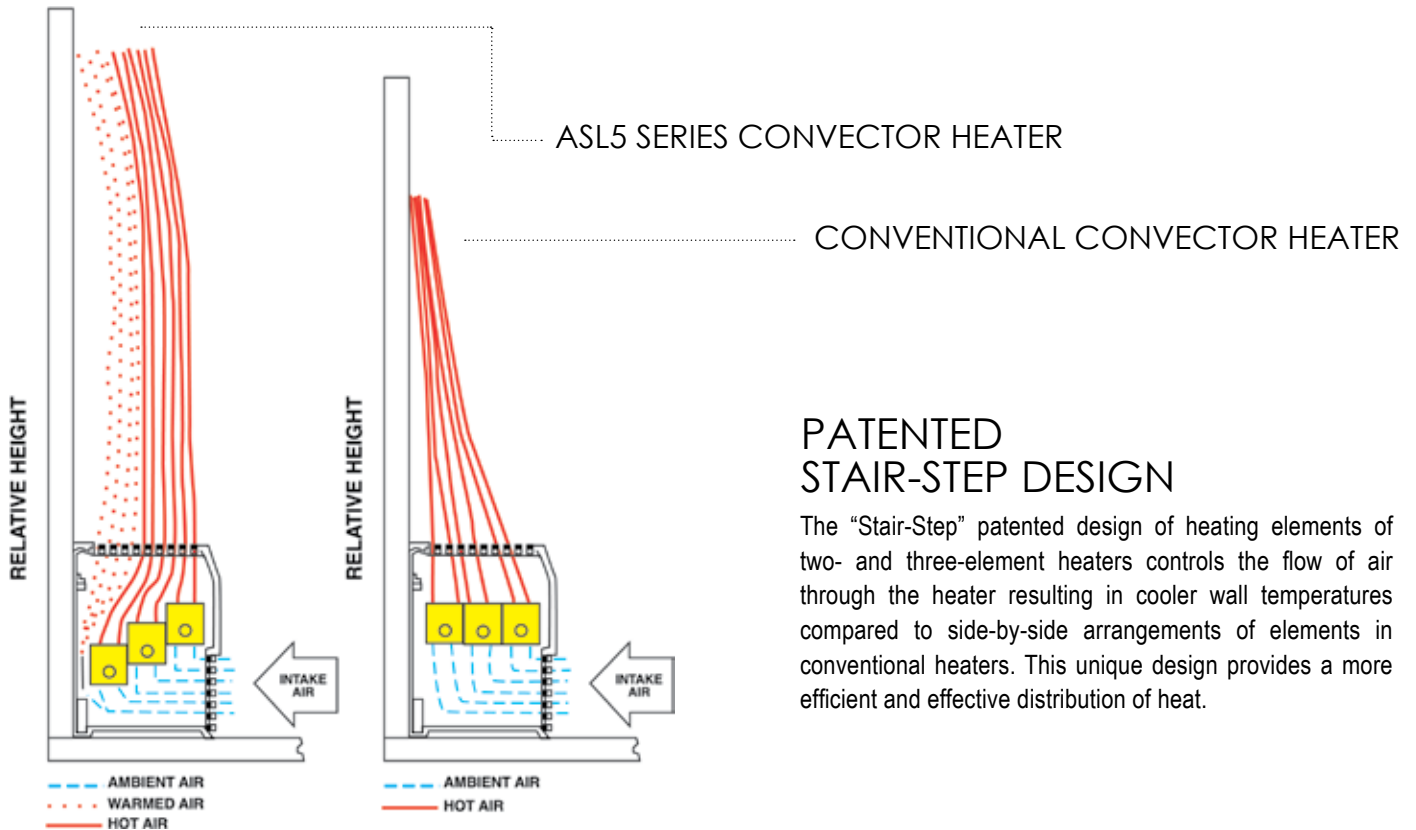 ASL5 SERIES CONVECTOR HEATER
CONVENTIONAL CONVECTOR HEATER
RELATIVE HEIGHT
INTAKE
AIR
AMBIENT AIR
WARMED AIR
HOT AIR
RELATIVE HEIGHT
INTAKE
AIR
AMBIENT AIR
HOT AIR
PATENTED
STAIR-STEP DESIGN
The “Stair-Step” patented design of heating elements of
two- and three-element heaters controls the flow of air
through the heater resulting in cooler wall temperatures
compared to side-by-side arrangements of elements in
conventional heaters. This unique design provides a more
efficient and effective distribution of heat.